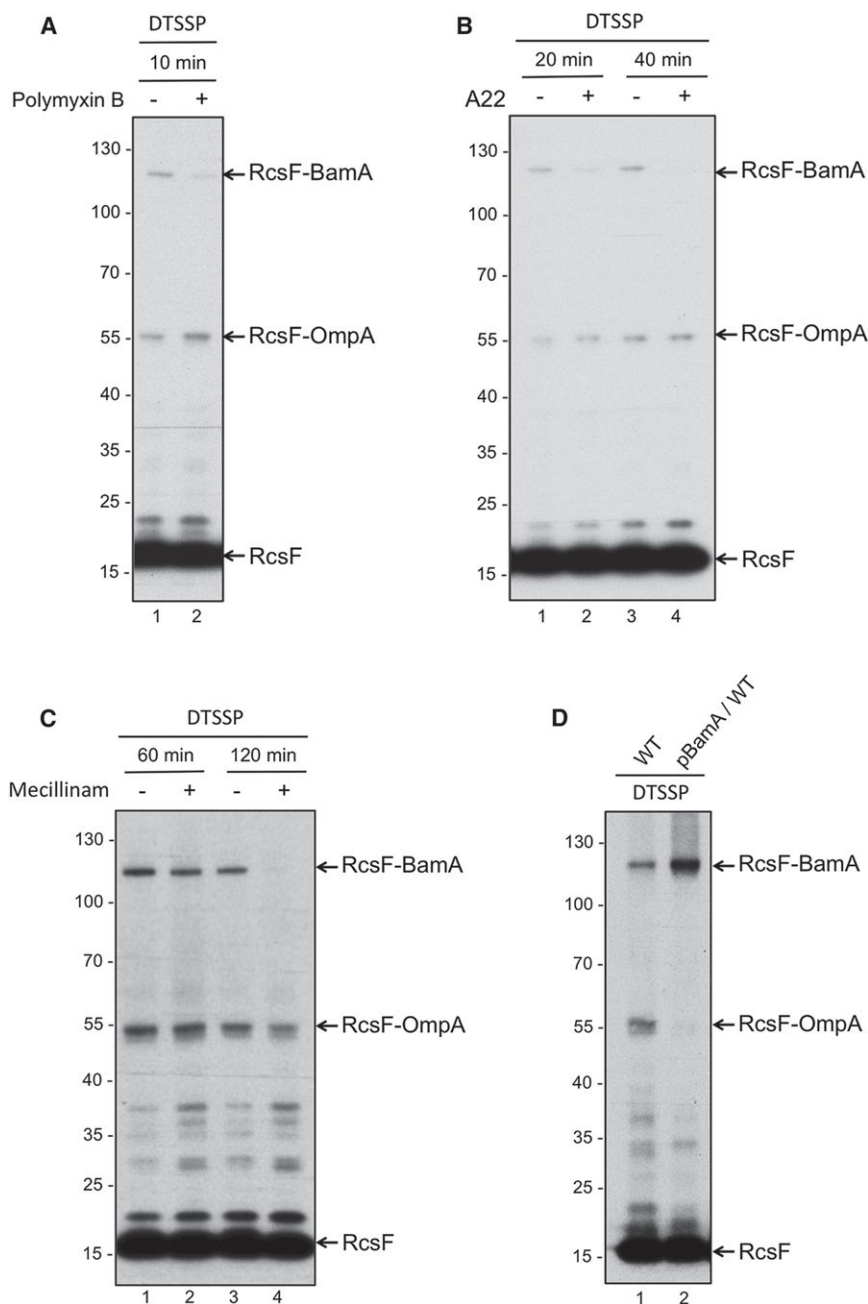 A
DTSSP
10 min
Polymyxin B - +
130 -
RcsF-BamA
100 -
70 -
55 -
RcsF-OmpA
40 -
35 -
25 -
RcsF
15 -
1 2
B
DTSSP
20 min 40 min
A22 - + - +
130 -
RcsF-BamA
100 -
70 -
55 -
RcsF-OmpA
40 -
35 -
25 -
RcsF
15 -
1 2 3 4
C
DTSSP
60 min 120 min
Mecillinam - + - +
130 -
RcsF-BamA
100 -
70 -
55 -
RcsF-OmpA
40 -
35 -
25 -
RcsF
15 -
1 2 3 4
D
WT pBamA / WT
DTSSP
130 -
RcsF-BamA
100 -
70 -
55 -
RcsF-OmpA
40 -
35 -
25 -
RcsF
15 -
1 2